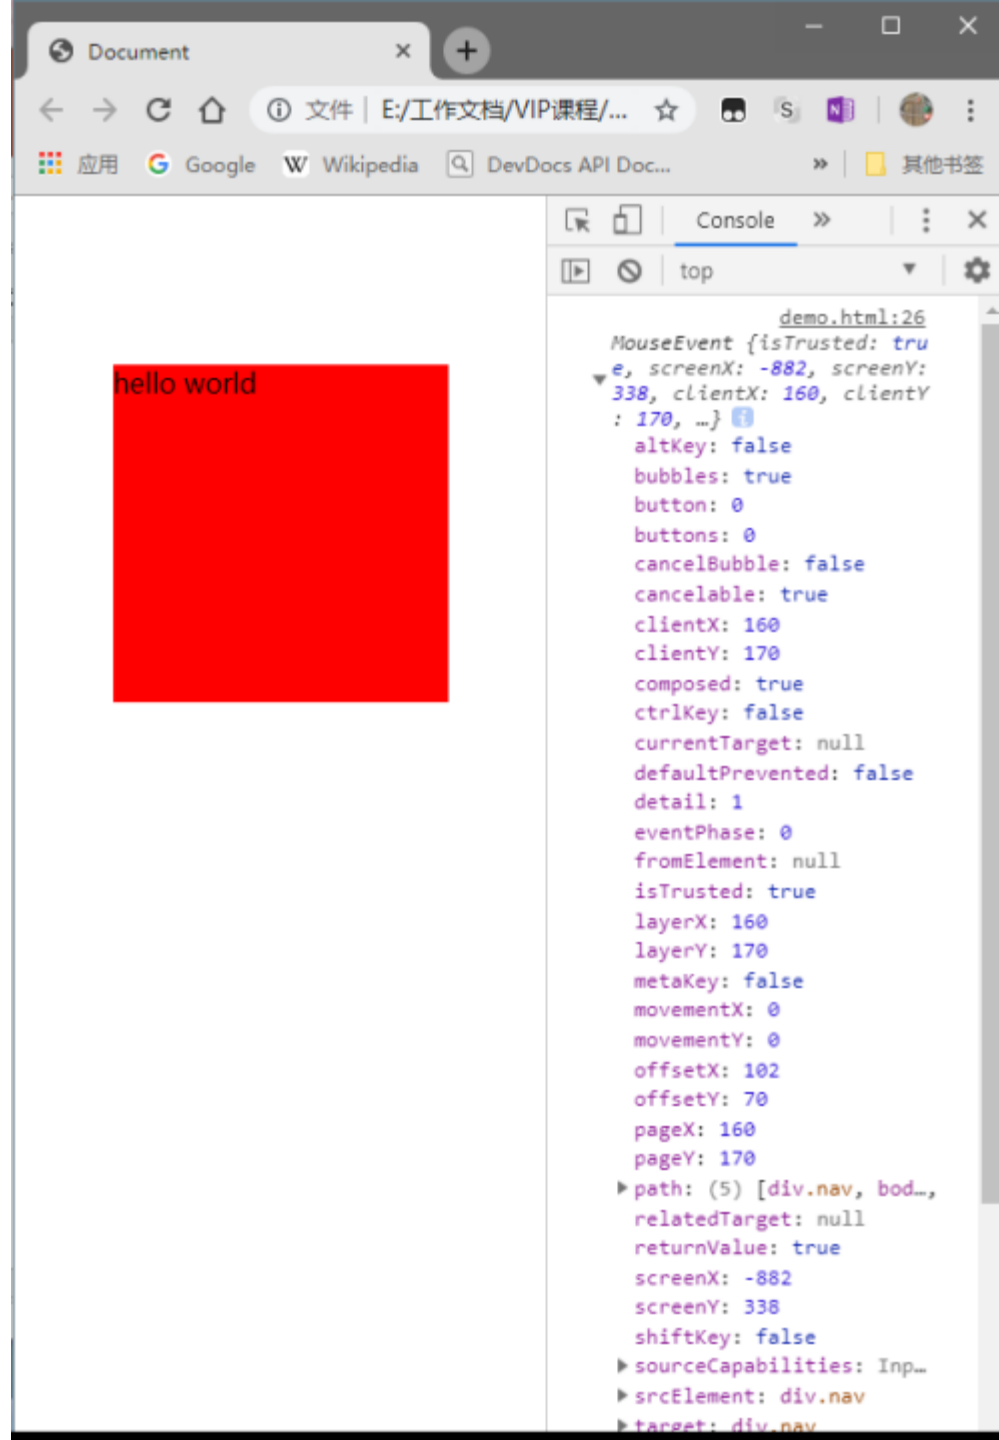 Document
文件 E:/工作文档/VIP课程/...
应用 Google Wikipedia DevDocs API Doc... » 其他书签
Console »
top
hello world
demo.html:26
MouseEvent {isTrusted: tru
e, screenX: -882, screenY:
338, clientX: 160, clientY
: 170, …}
altKey: false
bubbles: true
button: 0
buttons: 0
cancelBubble: false
cancelable: true
clientX: 160
clientY: 170
composed: true
ctrlKey: false
currentTarget: null
defaultPrevented: false
detail: 1
eventPhase: 0
fromElement: null
isTrusted: true
layerX: 160
layerY: 170
metaKey: false
movementX: 0
movementY: 0
offsetX: 102
offsetY: 70
pageX: 160
pageY: 170
path: (5) [div.nav, bod…,
relatedTarget: null
returnValue: true
screenX: -882
screenY: 338
shiftKey: false
sourceCapabilities: Inp…
srcElement: div.nav
target: div.nav